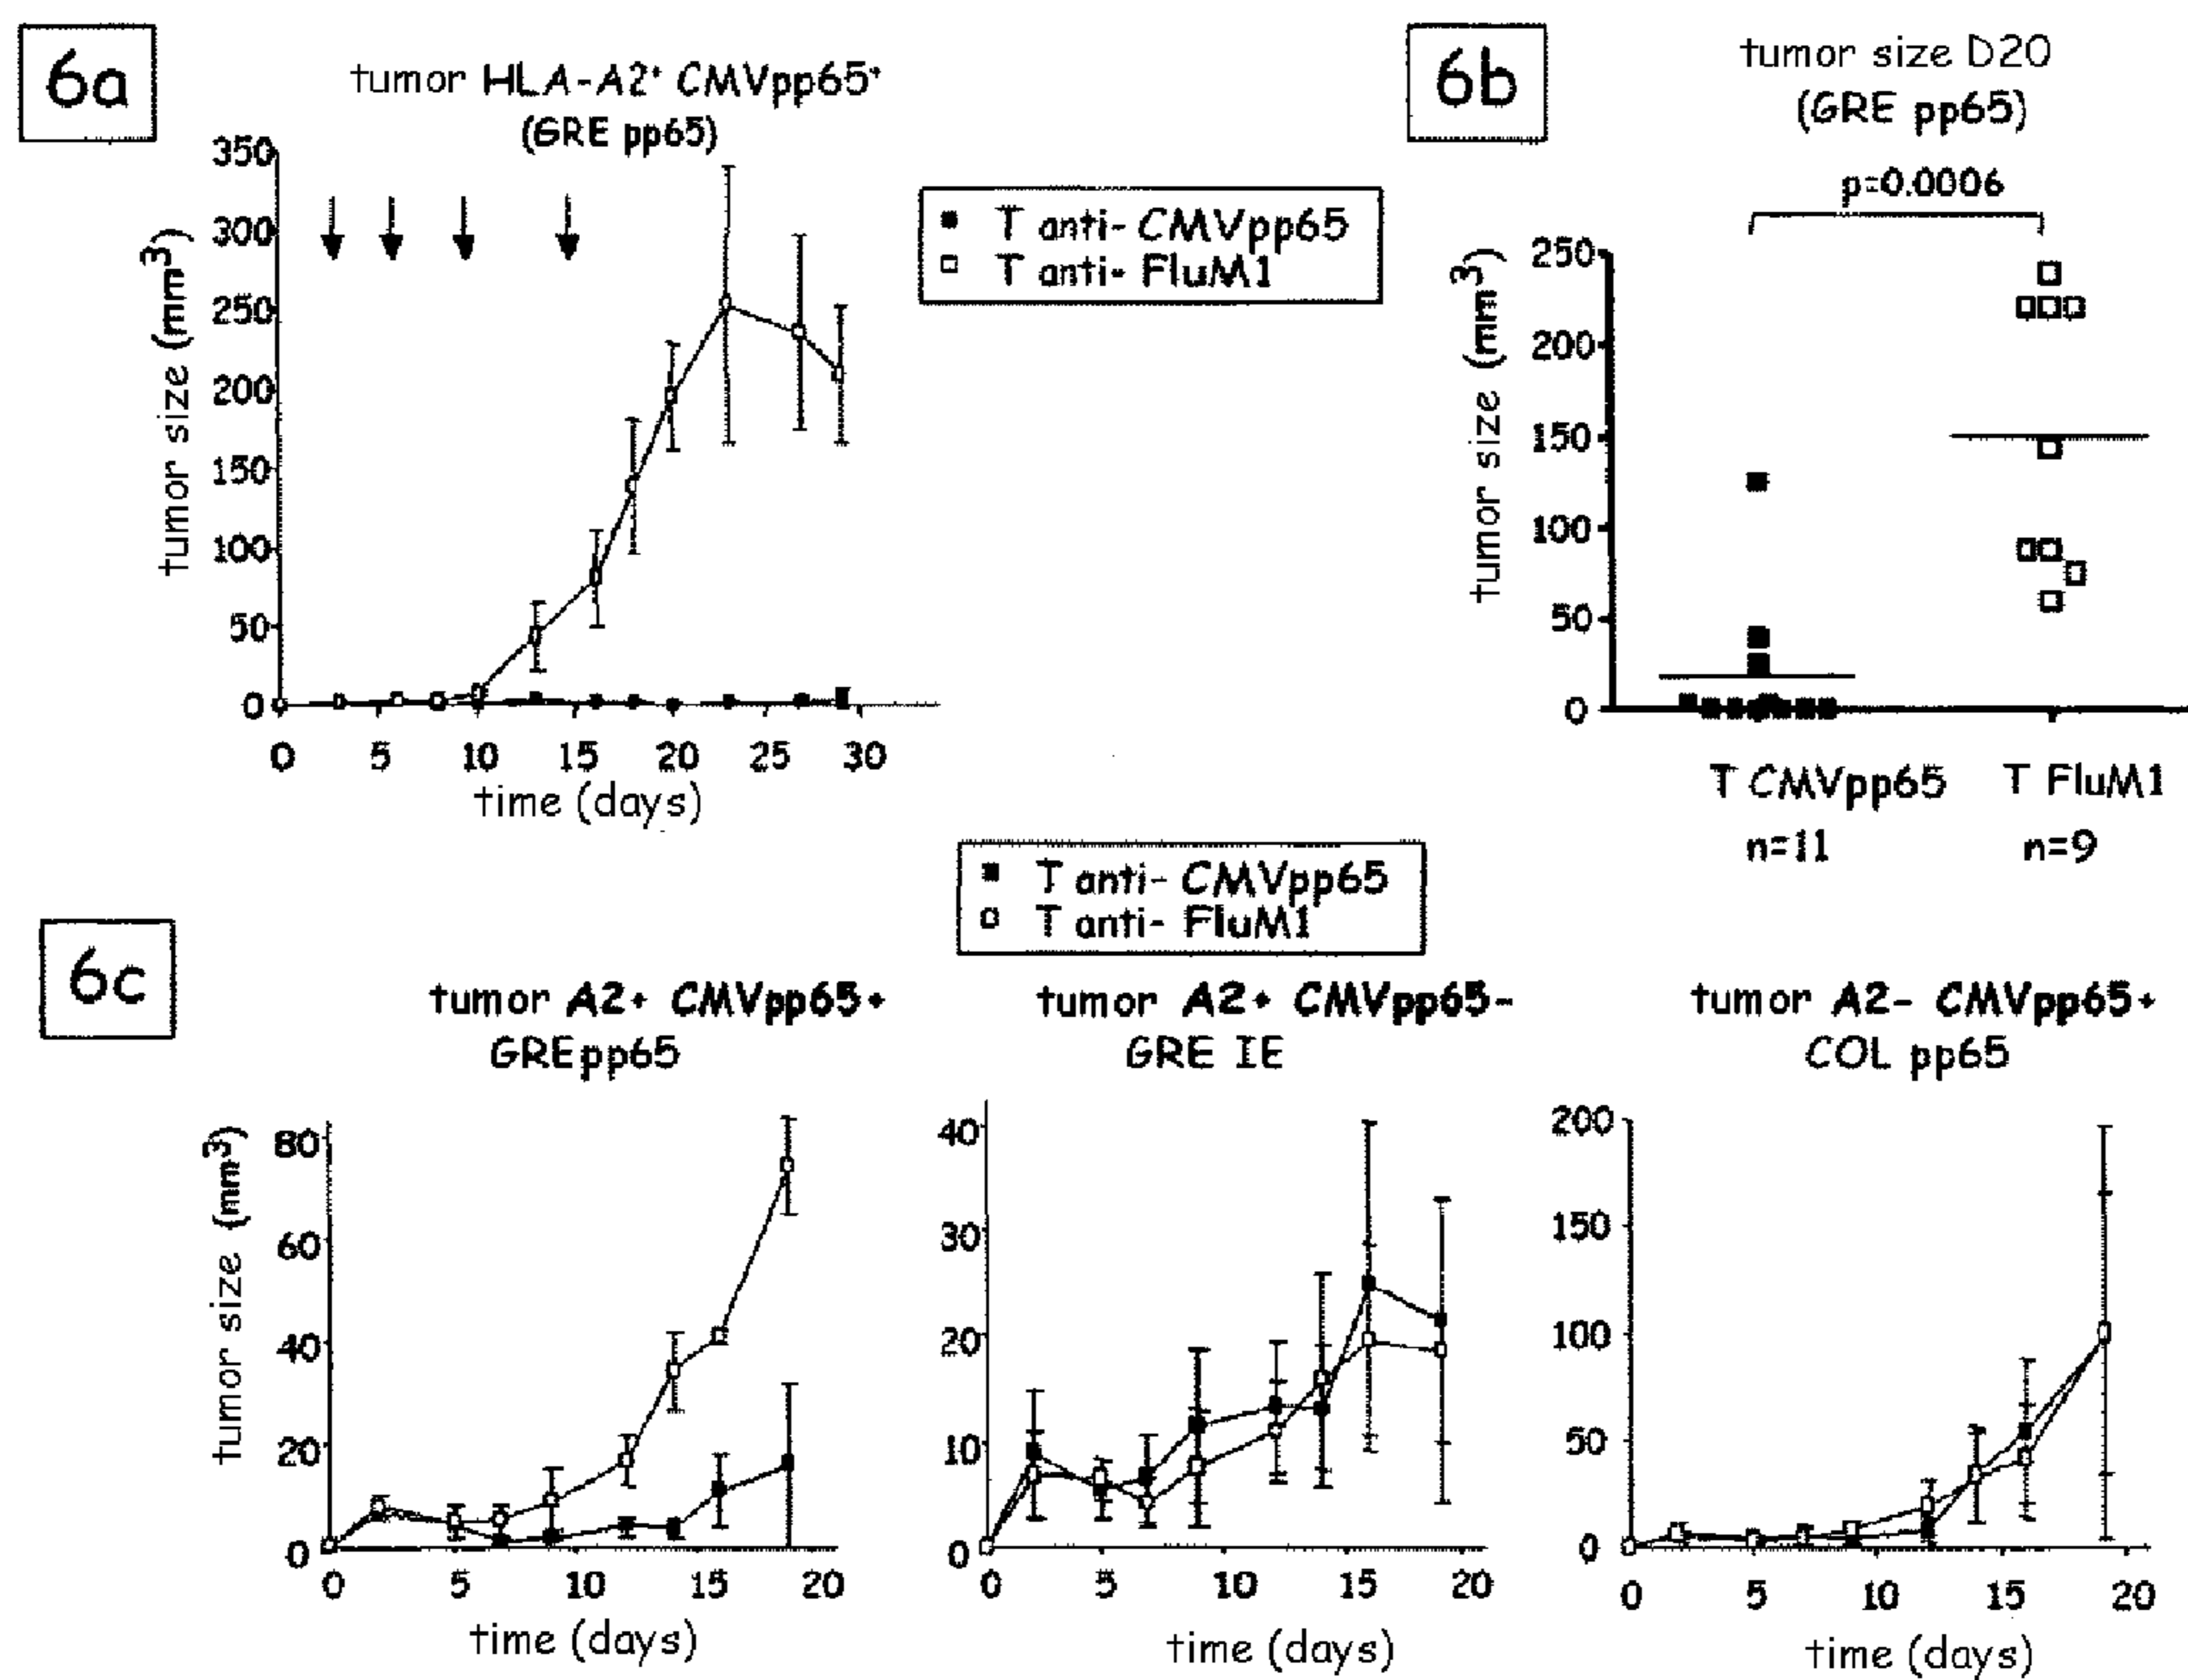 6a
tumor HLA-A2+ CMVpp65+
(GRE pp65)
350
300
250
200
150
100
50
0
tumor size (mm3)
0 5 10 15 20 25 30
time (days)
T anti- CMVpp65
T anti- FluM1
6b
tumor size D20
(GRE pp65)
p=0.0006
250
200
150
100
50
0
tumor size (mm3)
T CMVpp65 T FluM1
n=11 n=9
T anti- CMVpp65
T anti- FluM1
6c
tumor A2+ CMVpp65+
GREpp65
80
60
40
20
0
tumor size (mm3)
0 5 10 15 20
time (days)
tumor A2+ CMVpp65-
GRE IE
40
30
20
10
0
0 5 10 15 20
time (days)
tumor A2- CMVpp65+
COL pp65
200
150
100
50
0
0 5 10 15 20
time (days)